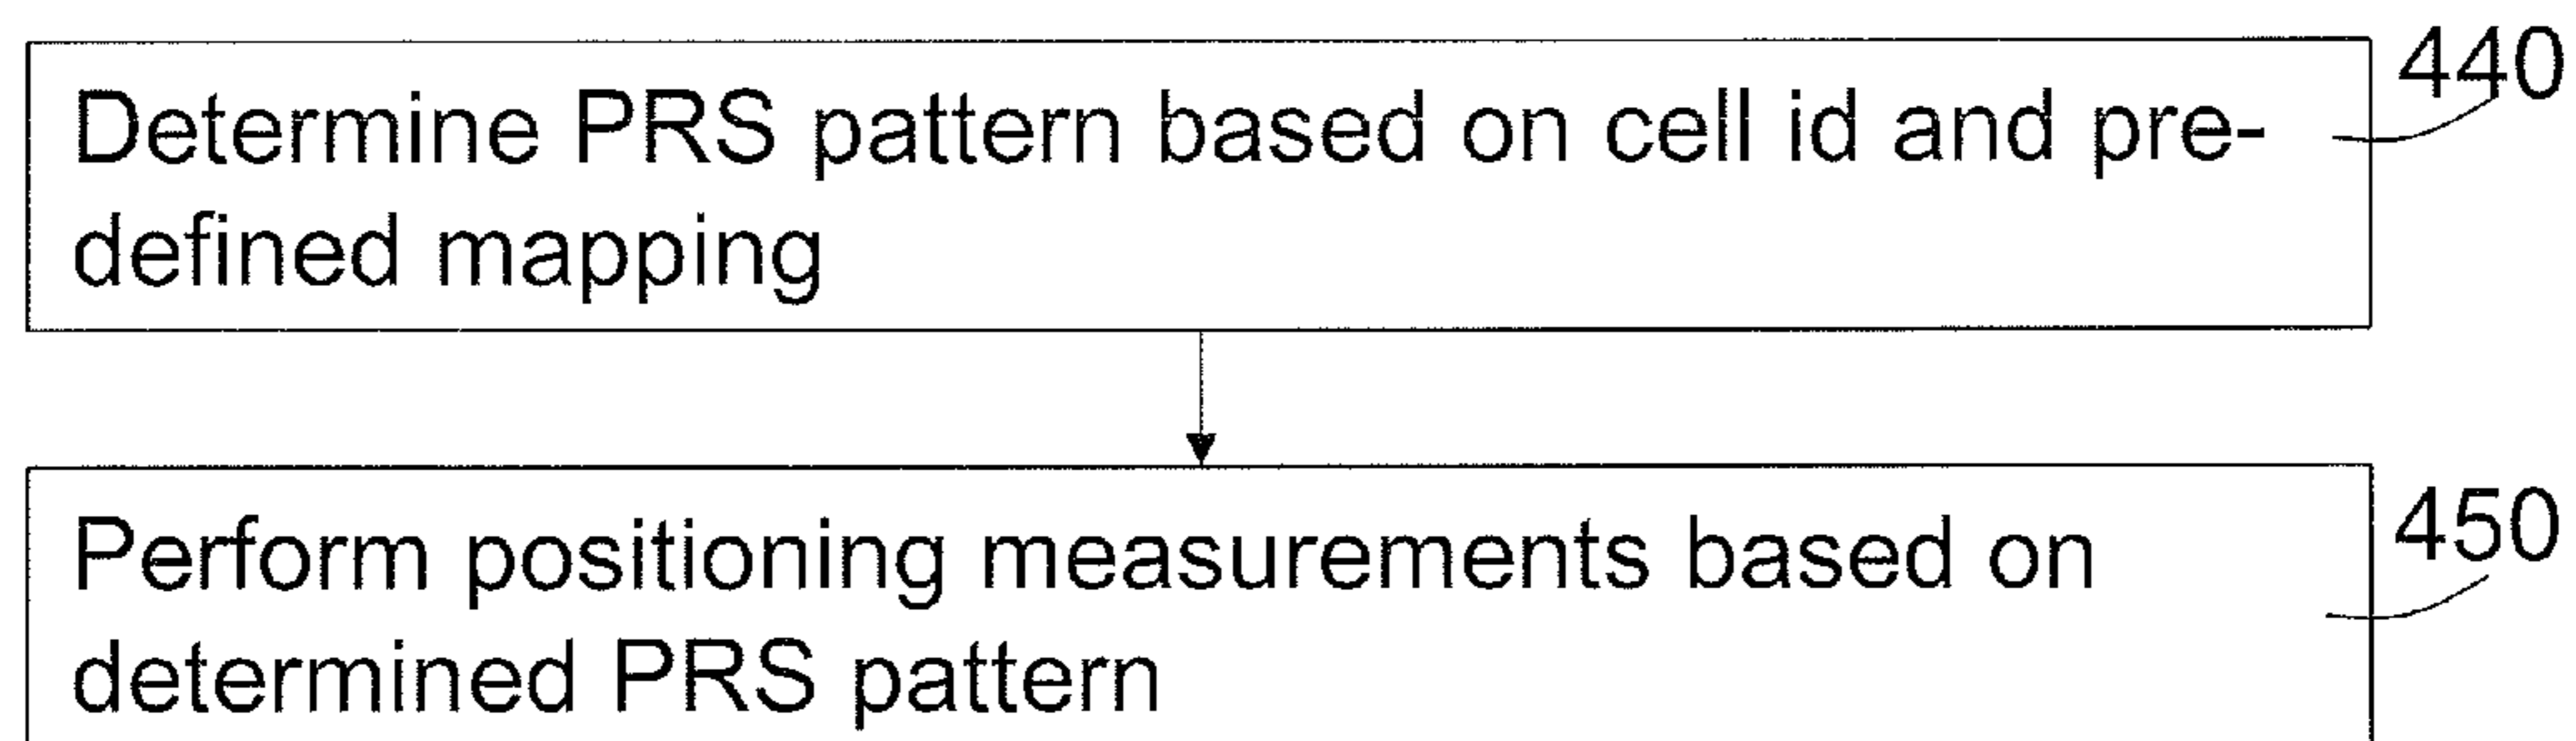 440
Determine PRS pattern based on cell id and pre-
defined mapping
450
Perform positioning measurements based on
determined PRS pattern